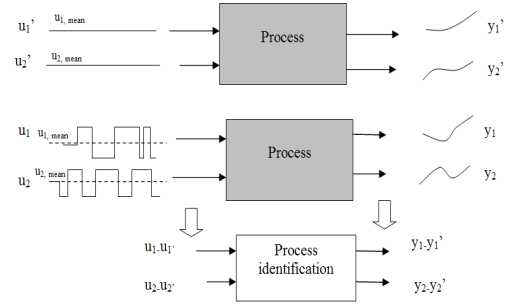 u1' u1, mean Process y1'
u2' u2, mean y2'
u1 u1, mean Process y1
u2 u2, mean y2
u1-u1' Process identification y1-y1'
u2-u2' y2-y2'